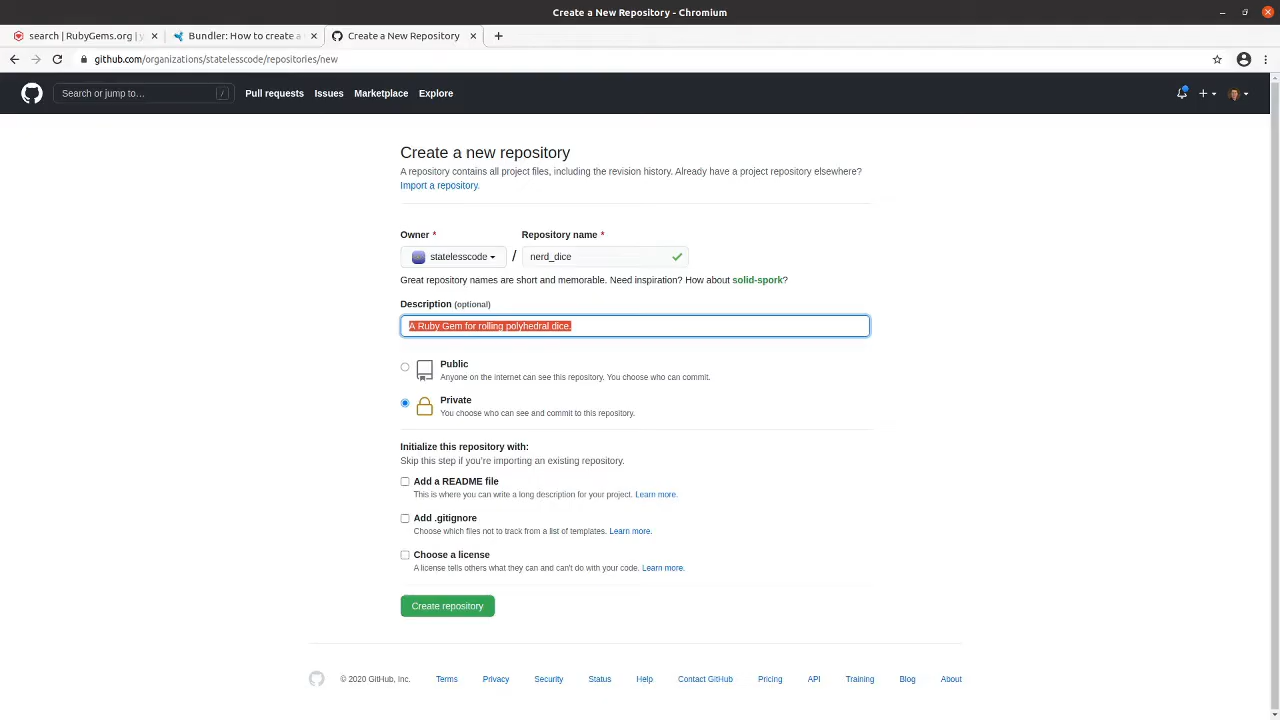 Create a New Repository - Chromium
search | RubyGems.org | y
Bundler: How to create a
Create a New Repository
github.com/organizations/statelesscode/repositories/new
Search or jump to… /
Pull requests Issues Marketplace Explore
Create a new repository
A repository contains all project files, including the revision history. Already have a project repository elsewhere?
Import a repository.
Owner * Repository name *
statelesscode / nerd_dice
Great repository names are short and memorable. Need inspiration? How about solid-spork?
Description (optional)
A Ruby Gem for rolling polyhedral dice.
Public
Anyone on the internet can see this repository. You choose who can commit.
Private
You choose who can see and commit to this repository.
Initialize this repository with:
Skip this step if you're importing an existing repository.
Add a README file
This is where you can write a long description for your project. Learn more.
Add .gitignore
Choose which files not to track from a list of templates. Learn more.
Choose a license
A license tells others what they can and can't do with your code. Learn more.
Create repository
© 2020 GitHub, Inc. Terms Privacy Security Status Help Contact GitHub Pricing API Training Blog About